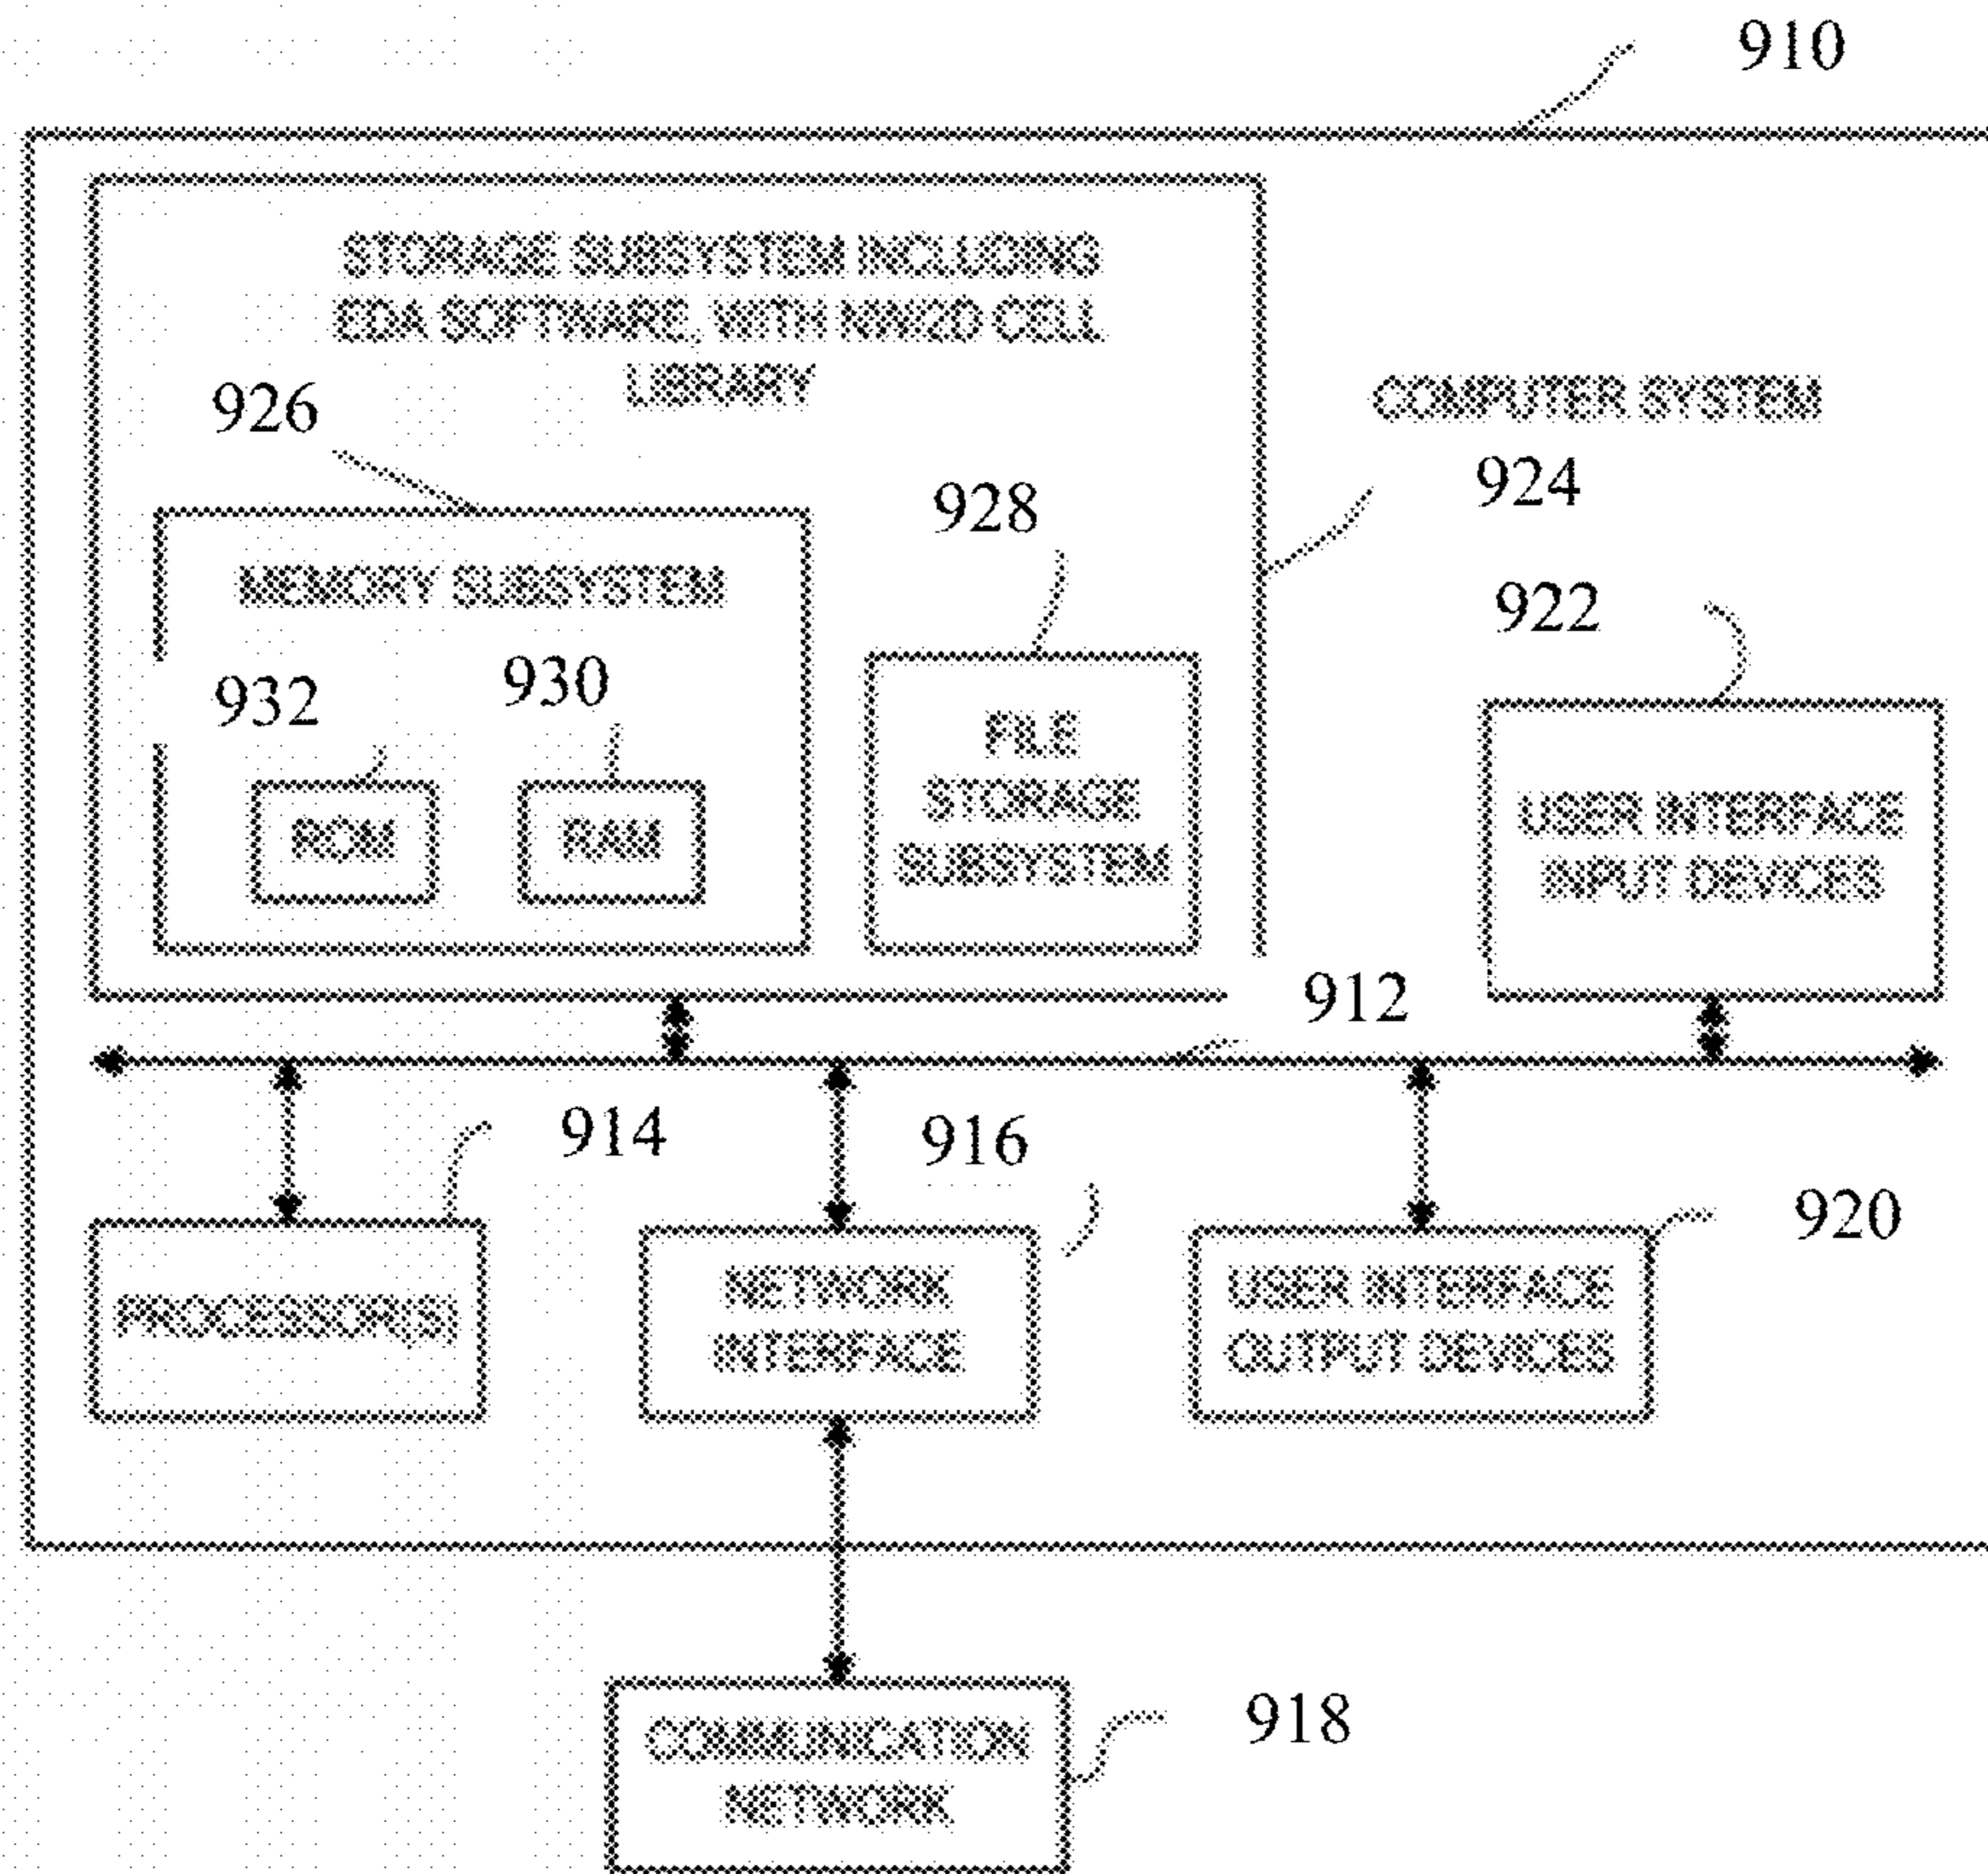 910
STORAGE SUBSYSTEM INCLUDING
EDA SOFTWARE, WITH NW/2D CELL
LIBRARY
926
COMPUTER SYSTEM
924
928
MEMORY SUBSYSTEM
922
932
930
FILE
STORAGE
SUBSYSTEM
ROM
RAM
USER INTERFACE
INPUT DEVICES
912
914
916
920
PROCESSOR(S)
NETWORK
INTERFACE
USER INTERFACE
OUTPUT DEVICES
918
COMMUNICATION
NETWORK